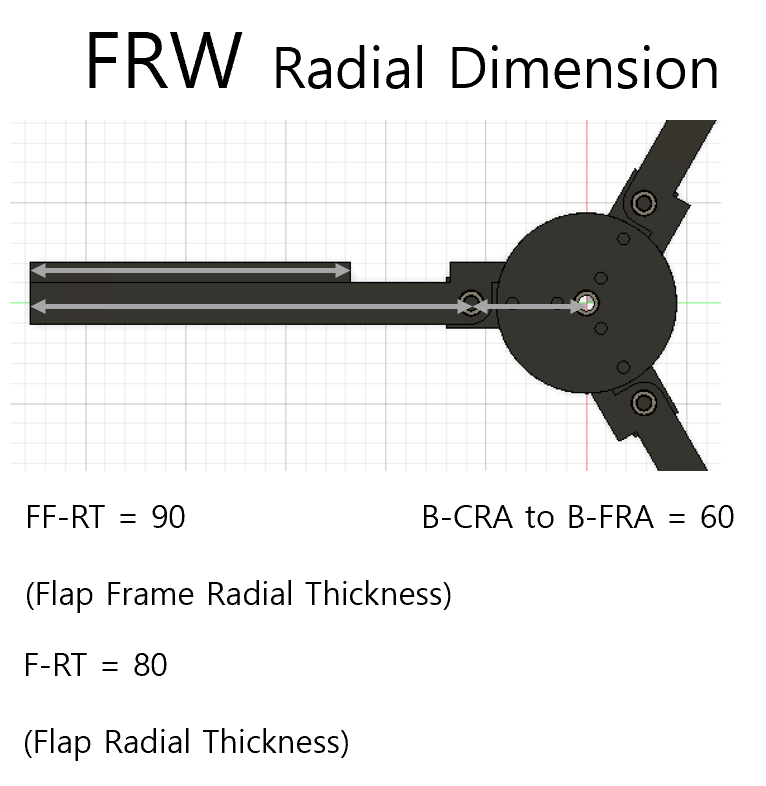 FRW Radial Dimension
FF-RT = 90
B-CRA to B-FRA = 60
(Flap Frame Radial Thickness)
F-RT = 80
(Flap Radial Thickness)